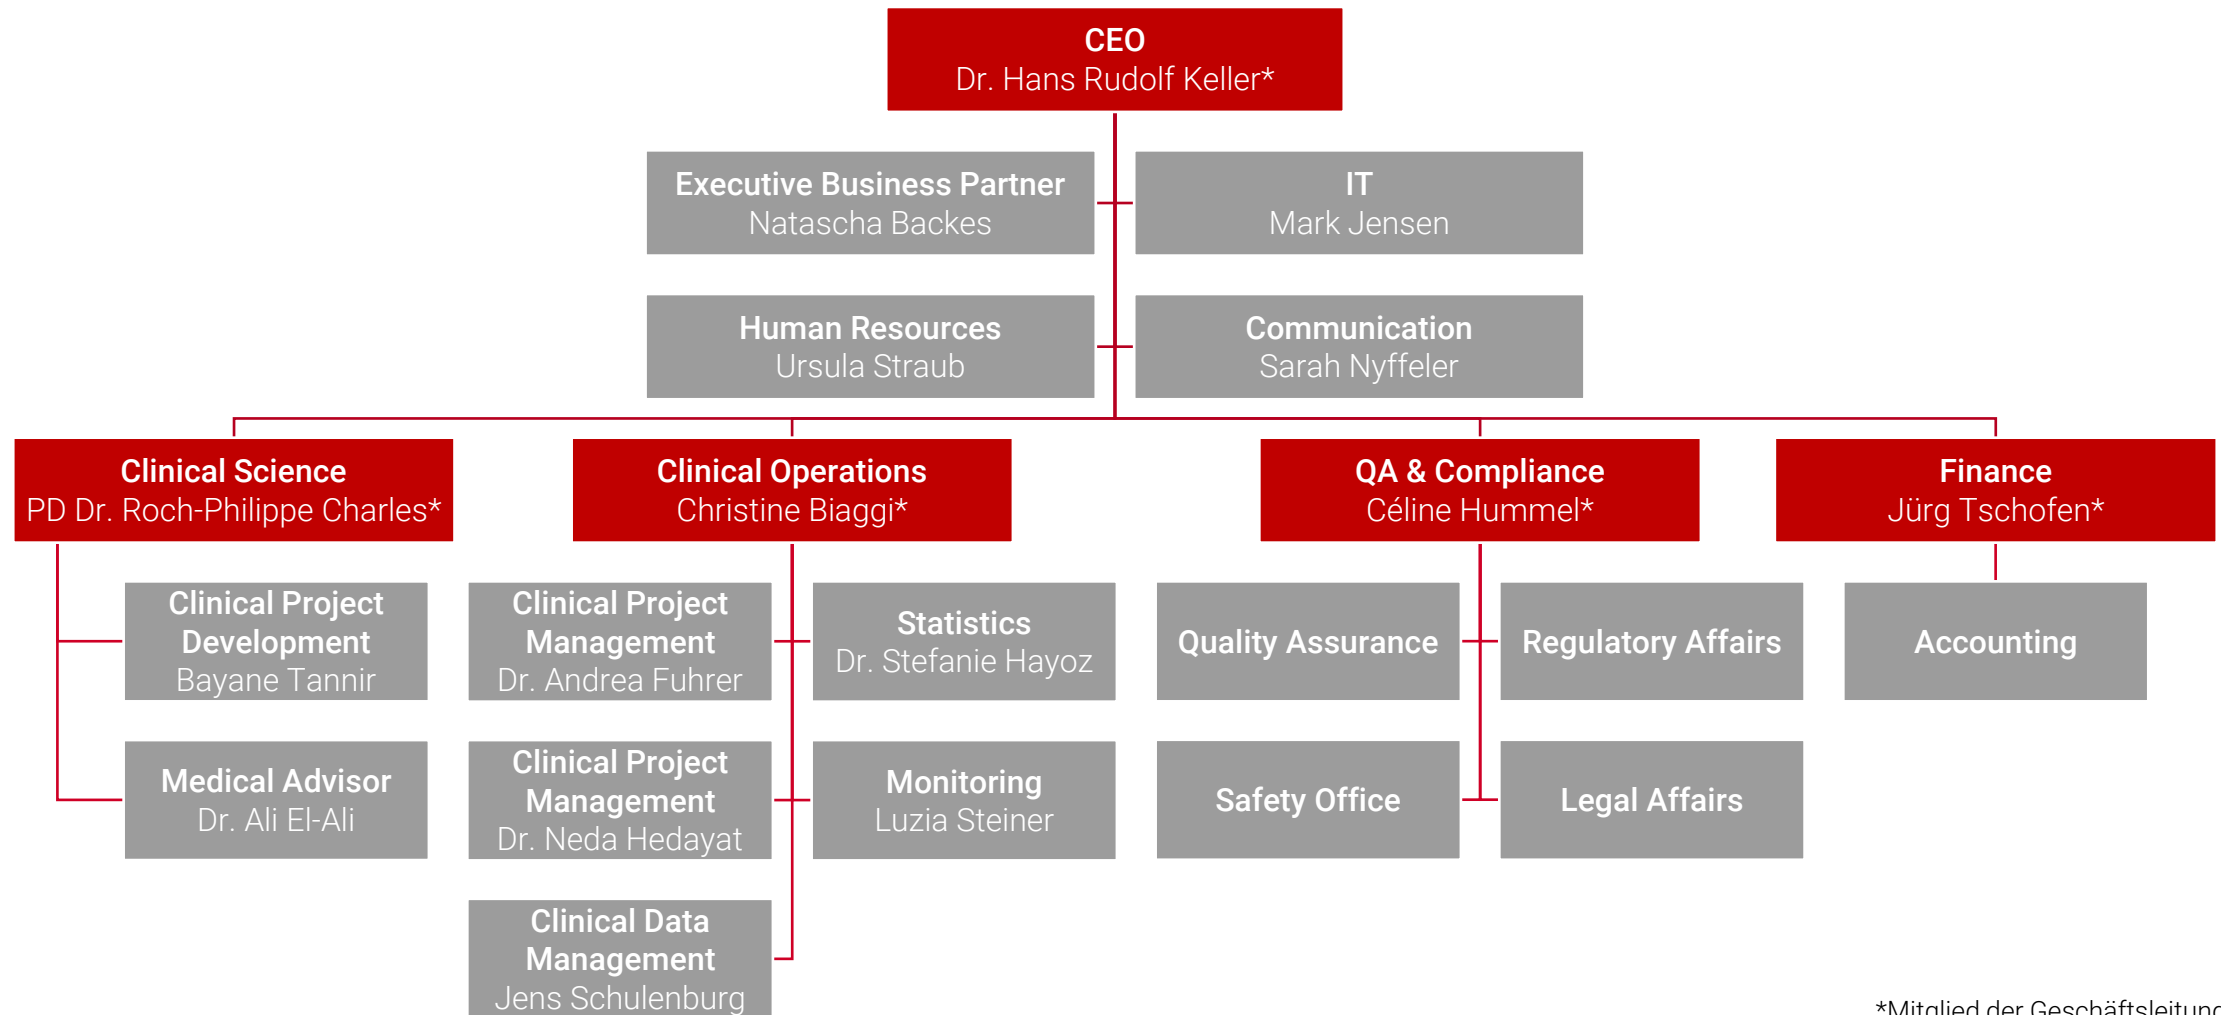 CEO
Dr. Hans Rudolf Keller*
Executive Business Partner
Natascha Backes
IT
Mark Jensen
Human Resources
Ursula Straub
Communication
Sarah Nyffeler
Clinical Science
PD Dr. Roch-Philippe Charles*
Clinical Operations
Christine Biaggi*
QA & Compliance
Céline Hummel*
Finance
Jürg Tschofen*
Clinical Project
Development
Bayane Tannir
Clinical Project
Management
Dr. Andrea Fuhrer
Statistics
Dr. Stefanie Hayoz
Quality Assurance
Regulatory Affairs
Accounting
Medical Advisor
Dr. Ali El-Ali
Clinical Project
Management
Dr. Neda Hedayat
Monitoring
Luzia Steiner
Safety Office
Legal Affairs
Clinical Data
Management
Jens Schulenburg
*Mitglied der Geschäftsleitung